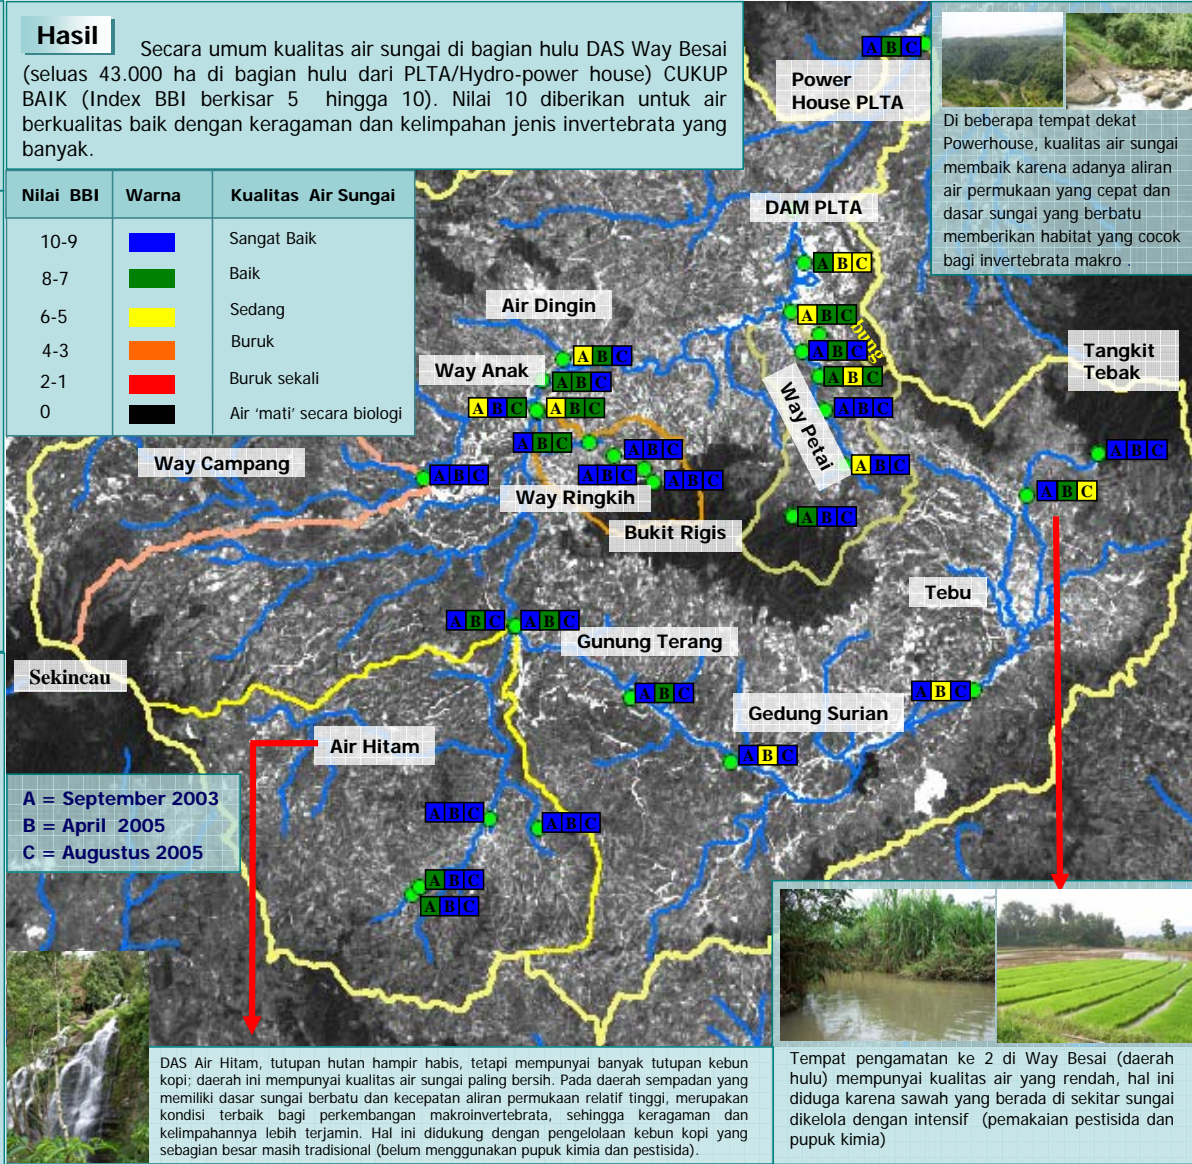 Hasil
Secara umum kualitas air sungai di bagian hulu DAS Way Besai
(seluas 43.000 ha di bagian hulu dari PLTA/Hydro-power house) CUKUP
BAIK (Index BBI berkisar 5 hingga 10). Nilai 10 diberikan untuk air
berkualitas baik dengan keragaman dan kelimpahan jenis invertebrata yang
banyak.
Nilai BBI Warna Kualitas Air Sungai
10-9 Sangat Baik
8-7 Baik
6-5 Sedang
4-3 Buruk
2-1 Buruk sekali
0 Air ‘mati’ secara biologi
A B C
Power
House PLTA
Di beberapa tempat dekat
Powerhouse, kualitas air sungai
membaik karena adanya aliran
air permukaan yang cepat dan
dasar sungai yang berbatu
memberikan habitat yang cocok
bagi invertebrata makro .
DAM PLTA
A B C
Air Dingin
A B C
bung
A B C
A B C
Tangkit
Tebak
Way Anak
A B C
A B C
A B C
A B C
A B C
Way Petai
A B C
A B C
A B C
Way Campang
A B C
A B C
A B C
A B C
Way Ringkih
A B C
A B C
Bukit Rigis
A B C
Tebu
A B C
A B C
Gunung Terang
Sekincau
A B C
A B C
Gedung Surian
Air Hitam
A B C
A = September 2003
B = April 2005
C = Augustus 2005
A B C
A B C
A B C
A B C
DAS Air Hitam, tutupan hutan hampir habis, tetapi mempunyai banyak tutupan kebun
kopi; daerah ini mempunyai kualitas air sungai paling bersih. Pada daerah sempadan yang
memiliki dasar sungai berbatu dan kecepatan aliran permukaan relatif tinggi, merupakan
kondisi terbaik bagi perkembangan makroinvertebrata, sehingga keragaman dan
kelimpahannya lebih terjamin. Hal ini didukung dengan pengelolaan kebun kopi yang
sebagian besar masih tradisional (belum menggunakan pupuk kimia dan pestisida).
Tempat pengamatan ke 2 di Way Besai (daerah
hulu) mempunyai kualitas air yang rendah, hal ini
diduga karena sawah yang berada di sekitar sungai
dikelola dengan intensif (pemakaian pestisida dan
pupuk kimia)